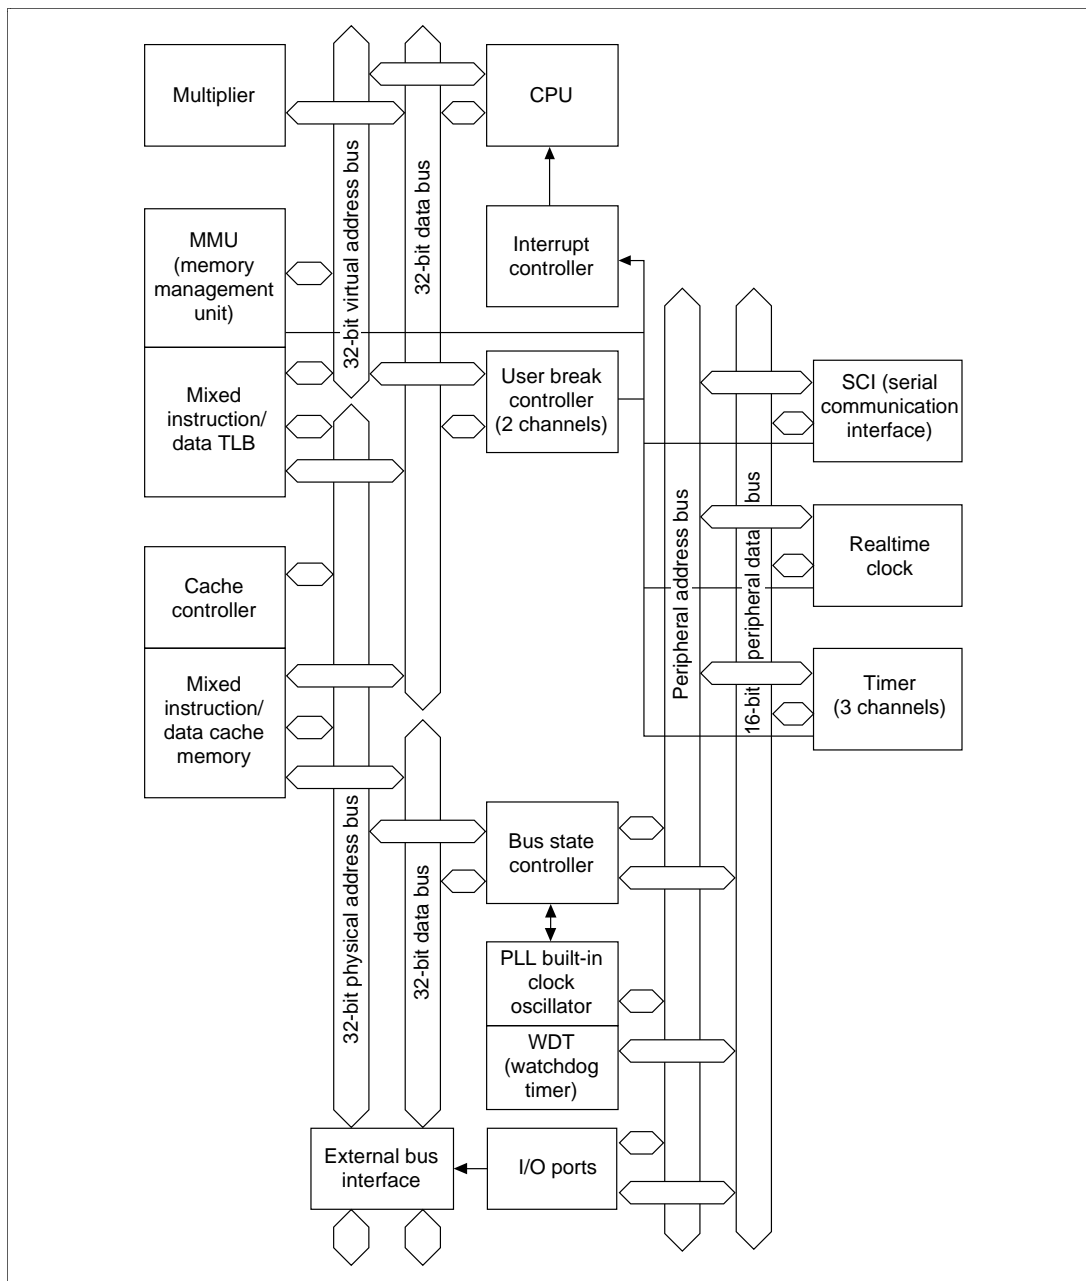 Multiplier
CPU
32-bit virtual address bus
32-bit data bus
MMU
(memory
management
unit)
Interrupt
controller
Mixed
instruction/
data TLB
User break
controller
(2 channels)
SCI (serial
communication
interface)
Peripheral address bus
16-bit peripheral data bus
Realtime
clock
Cache
controller
Mixed
instruction/
data cache
memory
Timer
(3 channels)
32-bit physical address bus
32-bit data bus
Bus state
controller
PLL built-in
clock
oscillator
WDT
(watchdog
timer)
External bus
interface
I/O ports